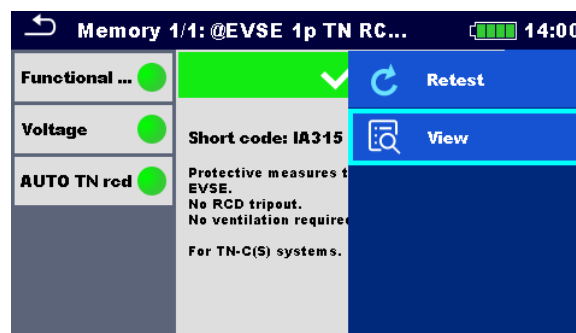 Memory 1/1: @EVSE 1p TN RC... 14:00
Functional ...
Voltage
AUTO TN rcd
Short code: IA315
Protective measures t
EVSE.
No RCD tripout.
No ventilation require
For TN-C(S) systems.
Retest
View